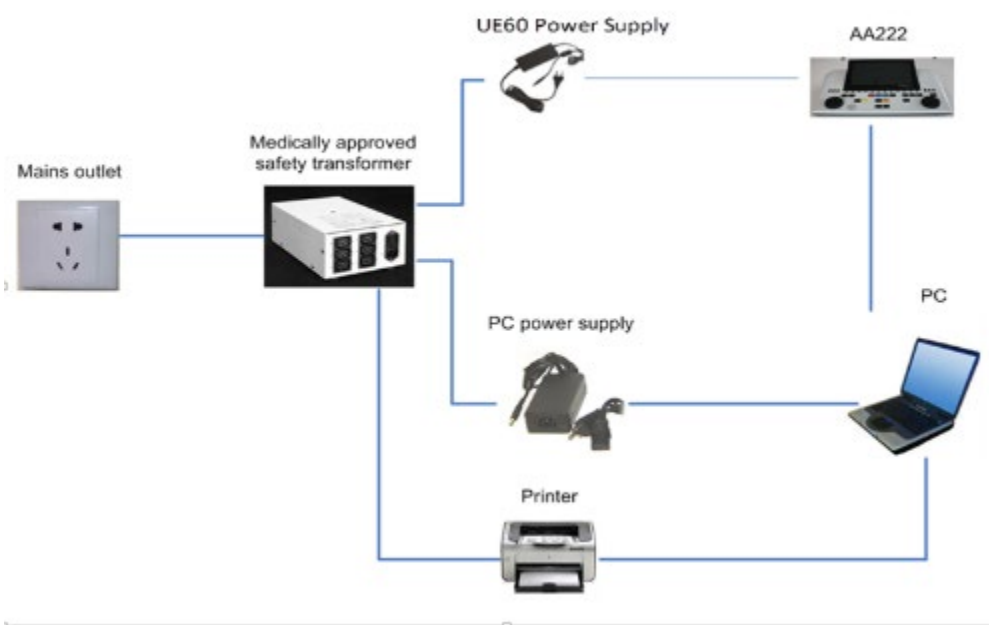 UE60 Power Supply
AA222
Medically approved
safety transformer
Mains outlet
PC
PC power supply
Printer